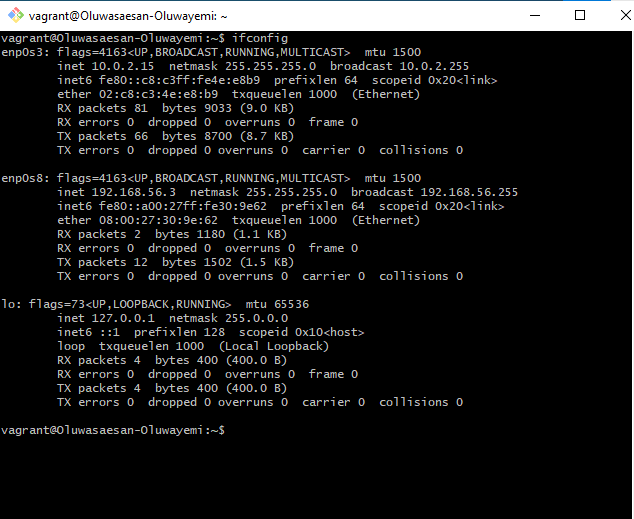 vagrant@Oluwasaesan-Oluwayemi: ~
vagrant@Oluwasaesan-Oluwayemi:~$ ifconfig
enp0s3: flags=4163<UP,BROADCAST,RUNNING,MULTICAST>  mtu 1500
        inet 10.0.2.15  netmask 255.255.255.0  broadcast 10.0.2.255
        inet6 fe80::c8:c3ff:fe4e:e8b9  prefixlen 64  scopeid 0x20<link>
        ether 02:c8:c3:4e:e8:b9  txqueuelen 1000  (Ethernet)
        RX packets 81  bytes 9033 (9.0 KB)
        RX errors 0  dropped 0  overruns 0  frame 0
        TX packets 66  bytes 8700 (8.7 KB)
        TX errors 0  dropped 0 overruns 0  carrier 0  collisions 0

enp0s8: flags=4163<UP,BROADCAST,RUNNING,MULTICAST>  mtu 1500
        inet 192.168.56.3  netmask 255.255.255.0  broadcast 192.168.56.255
        inet6 fe80::a00:27ff:fe30:9e62  prefixlen 64  scopeid 0x20<link>
        ether 08:00:27:30:9e:62  txqueuelen 1000  (Ethernet)
        RX packets 2  bytes 1180 (1.1 KB)
        RX errors 0  dropped 0  overruns 0  frame 0
        TX packets 12  bytes 1502 (1.5 KB)
        TX errors 0  dropped 0 overruns 0  carrier 0  collisions 0

lo: flags=73<UP,LOOPBACK,RUNNING>  mtu 65536
        inet 127.0.0.1  netmask 255.0.0.0
        inet6 ::1  prefixlen 128  scopeid 0x10<host>
        loop  txqueuelen 1000  (Local Loopback)
        RX packets 4  bytes 400 (400.0 B)
        RX errors 0  dropped 0  overruns 0  frame 0
        TX packets 4  bytes 400 (400.0 B)
        TX errors 0  dropped 0 overruns 0  carrier 0  collisions 0

vagrant@Oluwasaesan-Oluwayemi:~$